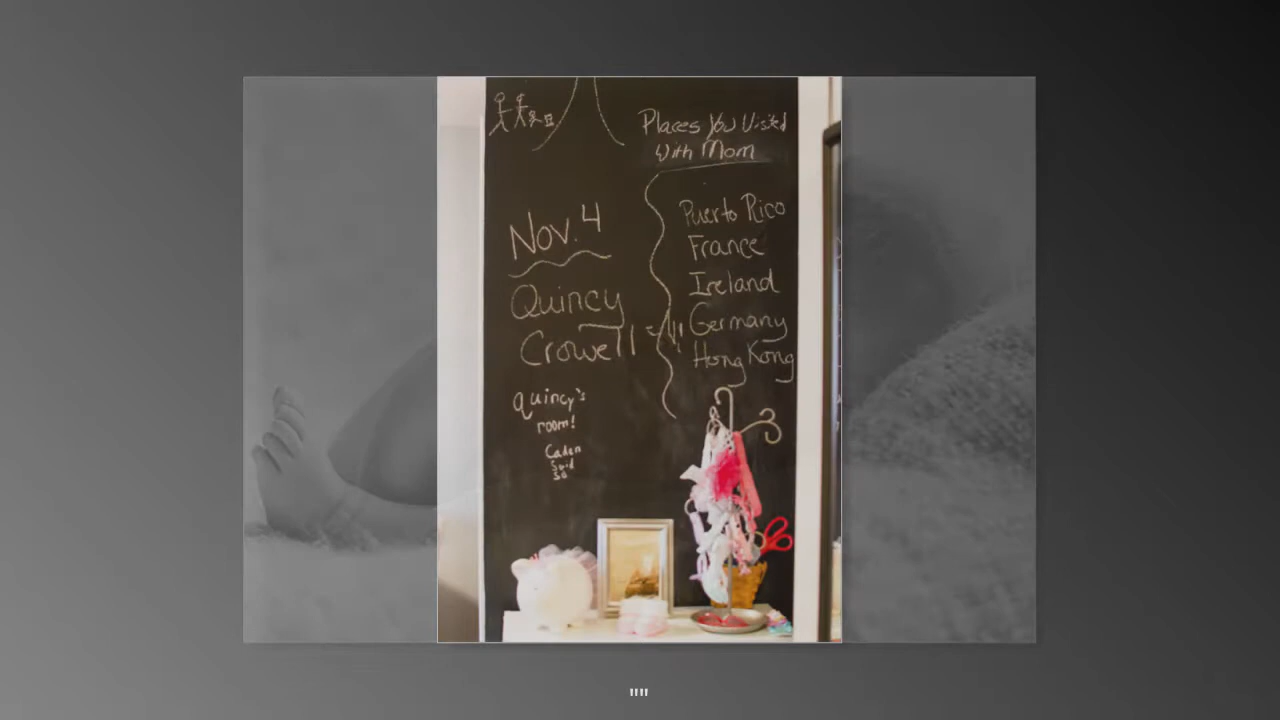 Places You Visited
With Mom
Nov. 4
Quincy
Crowell
Puerto Rico
France
Ireland
Germany
Hong Kong
quincy's
room!
Caden
Said
So
""